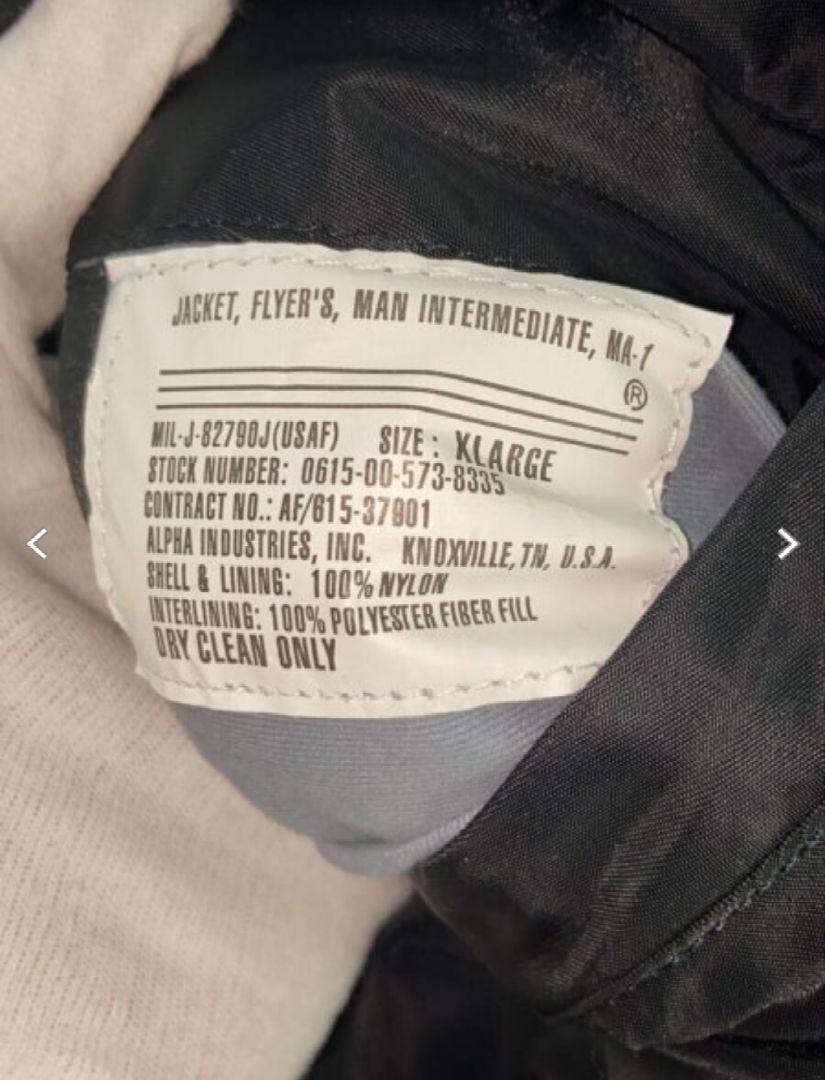 JACKET, FLYER'S, MAN INTERMEDIATE, MA-1
®
MIL-J-82790J(USAF) SIZE: XLARGE
STOCK NUMBER: 0615-00-573-8335
CONTRACT NO.: AF/615-37901
ALPHA INDUSTRIES, INC. KNOXVILLE, TN, U.S.A.
SHELL & LINING: 100% NYLON
INTERLINING: 100% POLYESTER FIBER FILL
DRY CLEAN ONLY